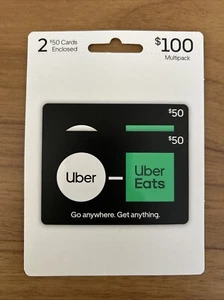 2 $50 Cards
Enclosed
$100
Multipack
$50
$50
Uber
Uber
Eats
Go anywhere. Get anything.